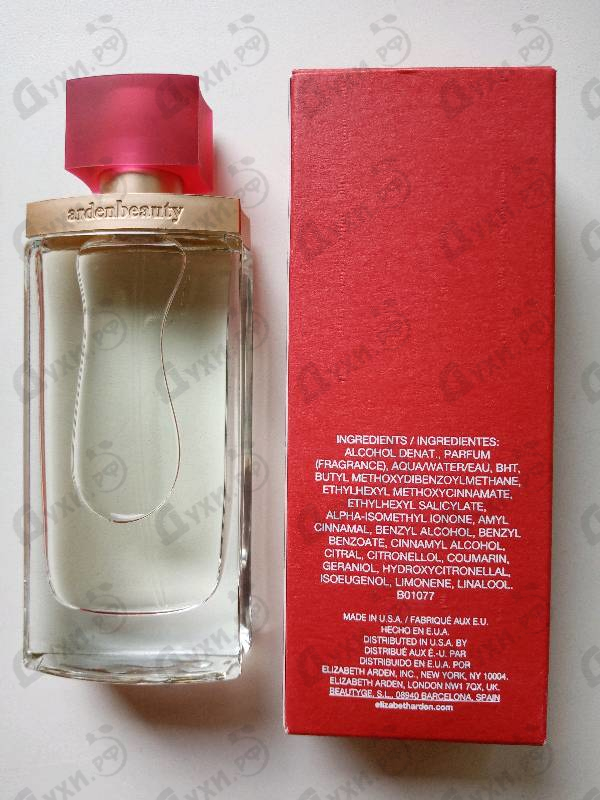 ardenbeauty
INGREDIENTS / INGREDIENTES:
ALCOHOL DENAT., PARFUM
(FRAGRANCE), AQUA/WATER/EAU, BHT,
BUTYL METHOXYDIBENZOYLMETHANE,
ETHYLHEXYL METHOXYCINNAMATE,
ETHYLHEXYL SALICYLATE,
ALPHA-ISOMETHYL IONONE, AMYL
CINNAMAL, BENZYL ALCOHOL, BENZYL
BENZOATE, CINNAMYL ALCOHOL,
CITRAL, CITRONELLOL, COUMARIN,
GERANIOL, HYDROXYCITRONELLAL,
ISOEUGENOL, LIMONENE, LINALOOL.
B01077
MADE IN U.S.A. / FABRIQUÉ AUX E.U.
HECHO EN E.U.A.
DISTRIBUTED IN U.S.A. BY
DISTRIBUÉ AUX É.-U. PAR
DISTRIBUIDO EN E.U.A. POR
ELIZABETH ARDEN, INC., NEW YORK, NY 10004.
ELIZABETH ARDEN, LONDON NW1 7QX, UK.
BEAUTYGE, S.L., 08940 BARCELONA, SPAIN
elizabetharden.com
Духи.рф